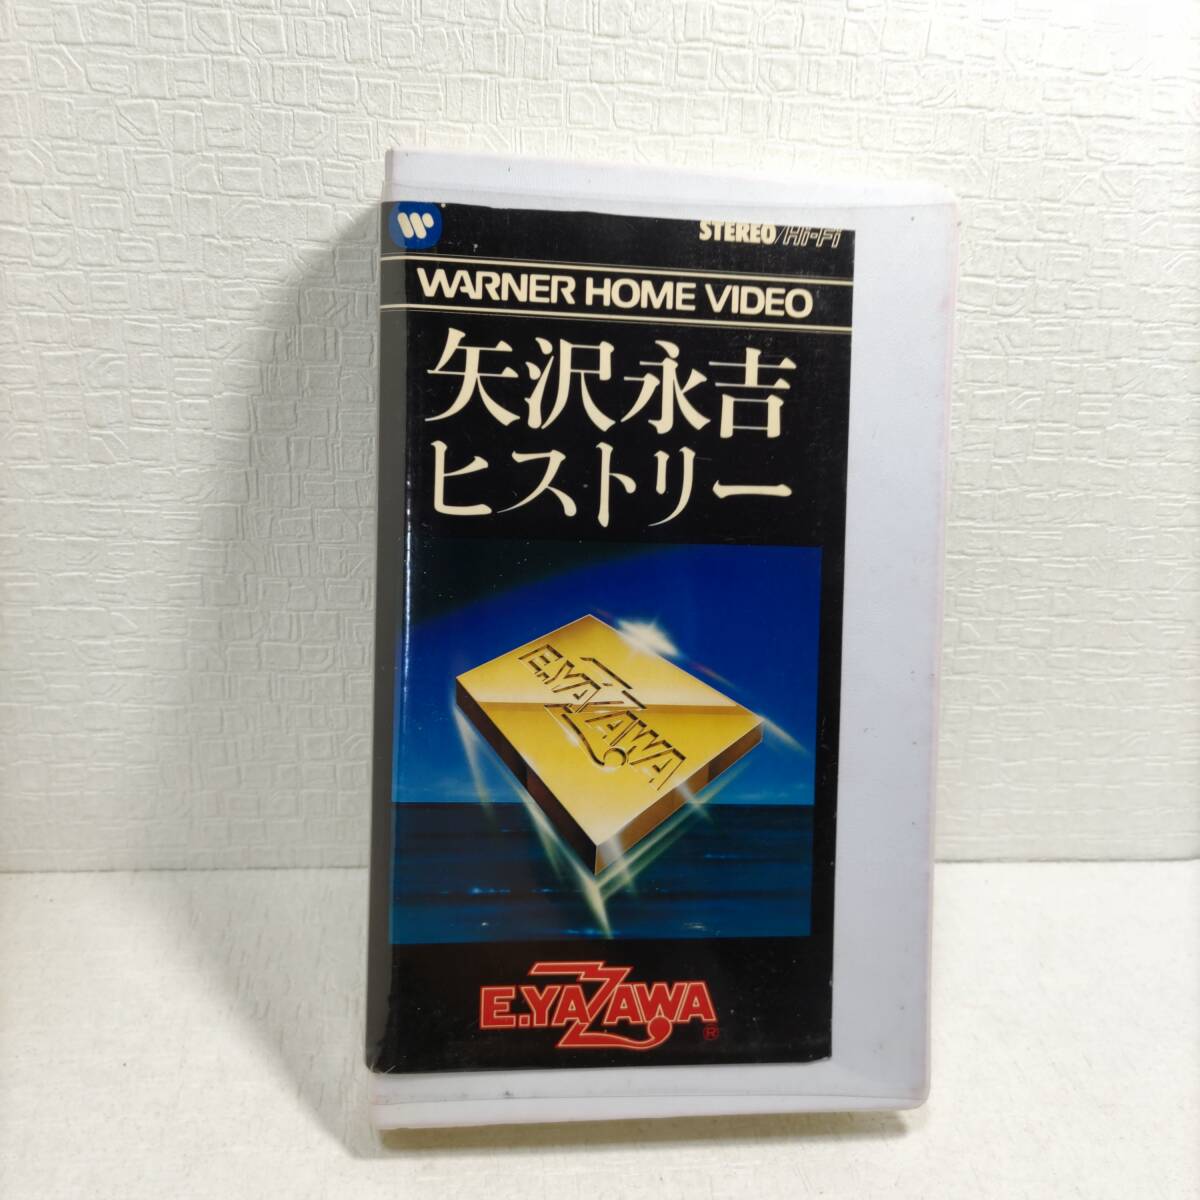 STEREO/Hi-Fi
WARNER HOME VIDEO
矢沢永吉
ヒストリー
E.YAZAWA
E.YAZAWA®